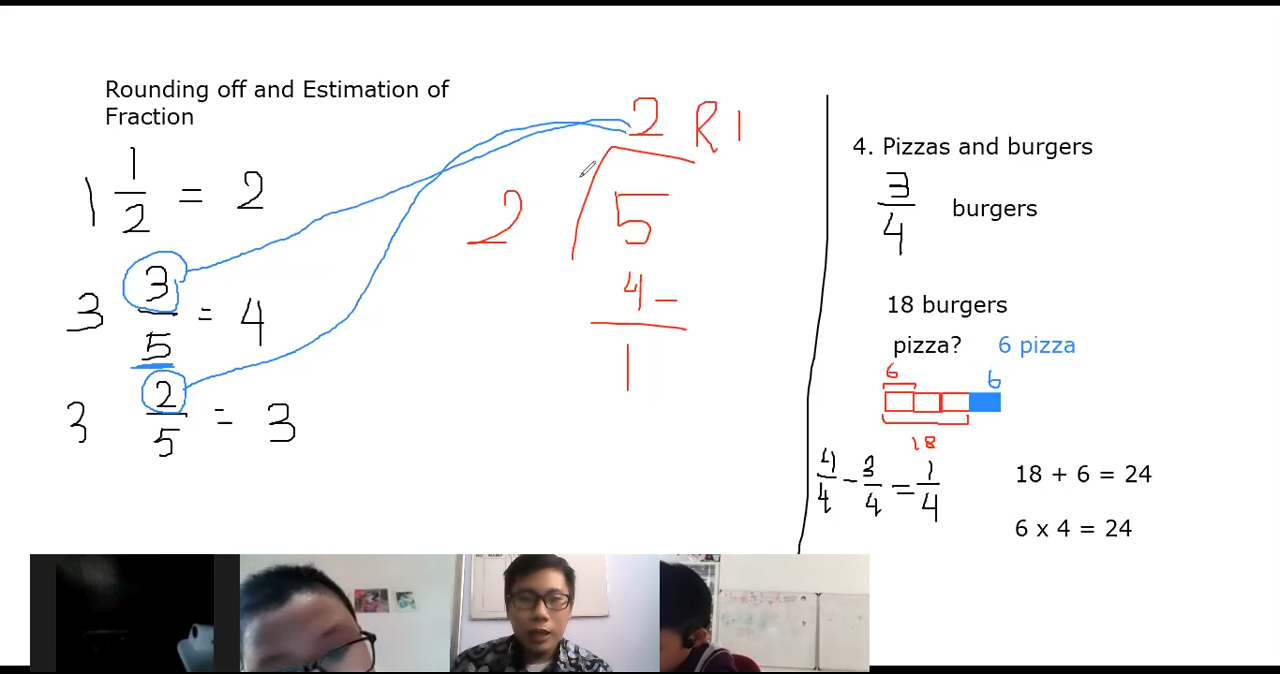 Rounding off and Estimation of
Fraction
1 1/2 = 2
3 3/5 = 4
3 2/5 = 3
2 R1
2 5
4 -
1
4. Pizzas and burgers
3/4 burgers
18 burgers
pizza? 6 pizza
6 6
18
4/4 - 3/4 = 1/4
18 + 6 = 24
6 x 4 = 24